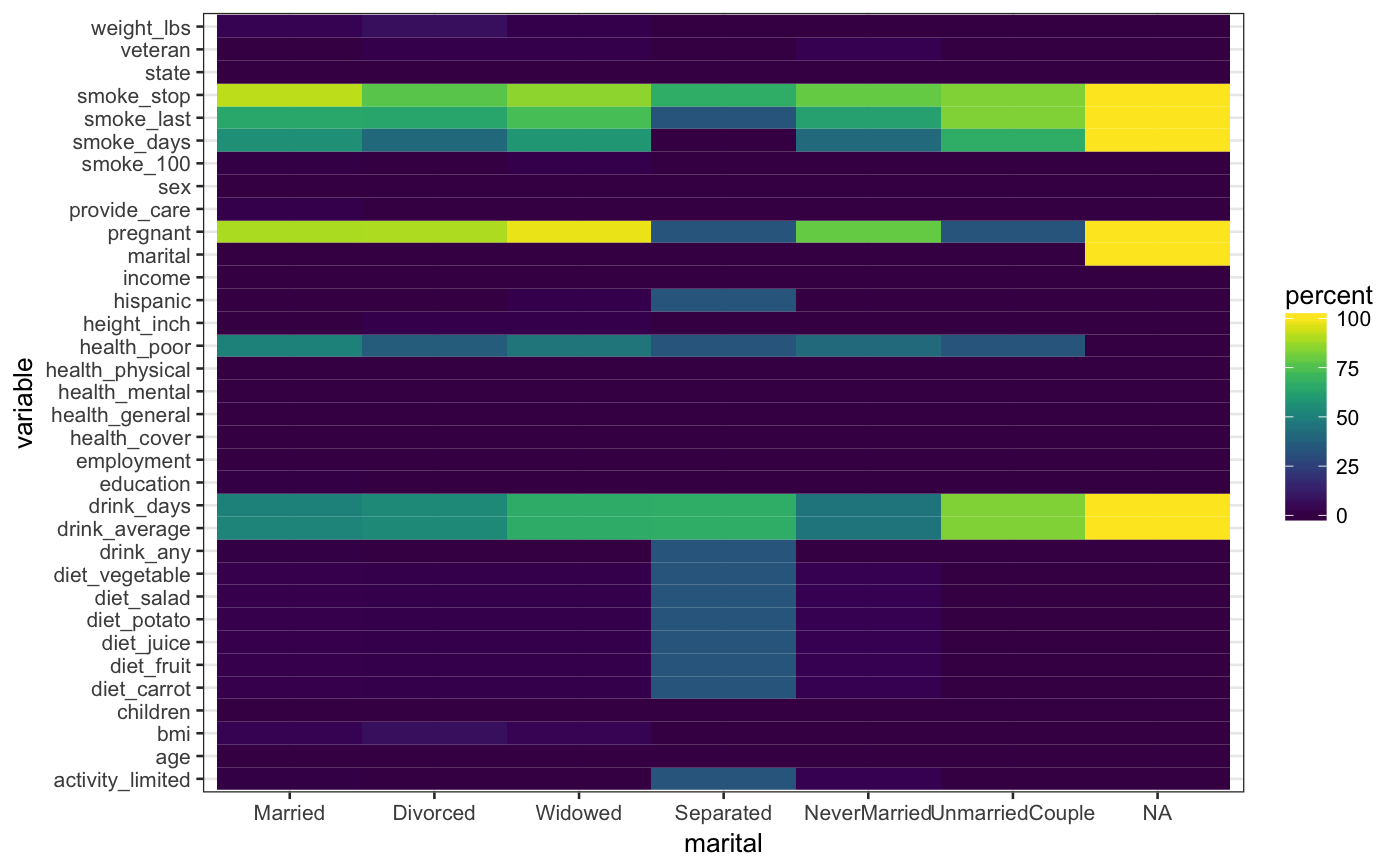 weight_lbs
veteran
state
smoke_stop
smoke_last
smoke_days
smoke_100
sex
provide_care
pregnant
marital
income
hispanic
height_inch
health_poor
health_physical
health_mental
health_general
health_cover
employment
education
drink_days
drink_average
drink_any
diet_vegetable
diet_salad
diet_potato
diet_juice
diet_fruit
diet_carrot
children
bmi
age
activity_limited
variable
Married Divorced Widowed Separated NeverMarried UnmarriedCouple NA
marital
percent
100
75
50
25
0